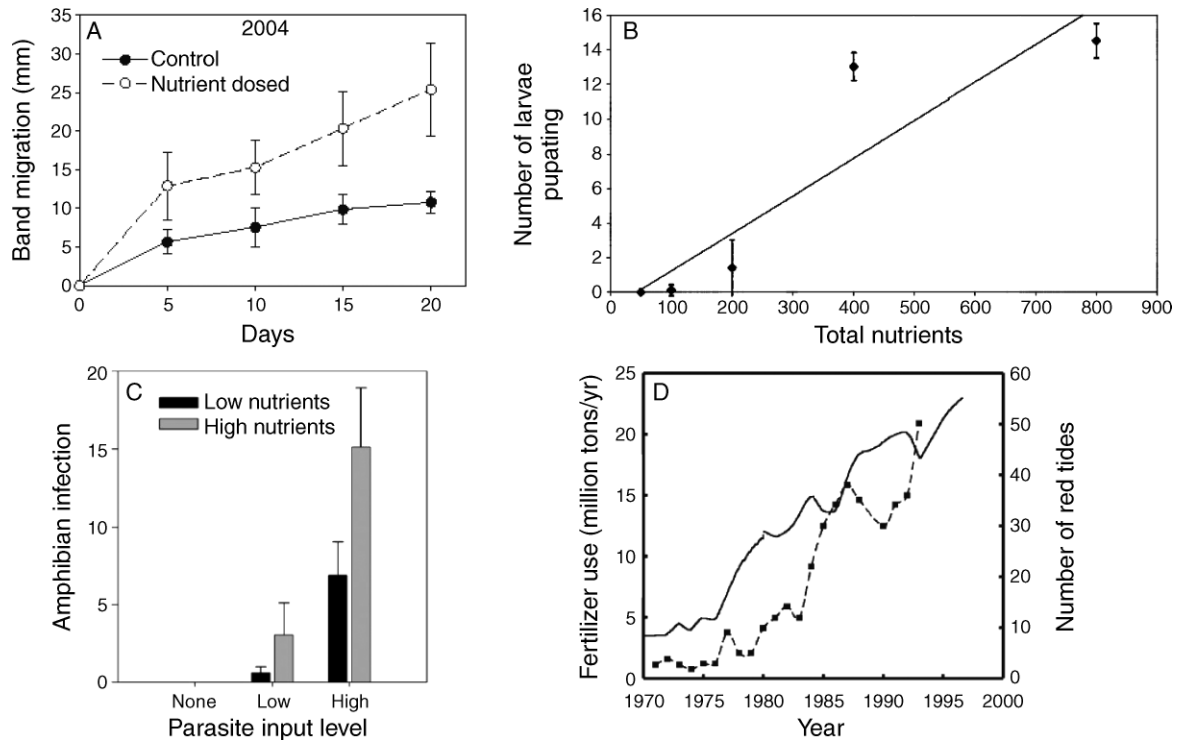 A
2004
Control
Nutrient dosed
Band migration (mm)
35
30
25
20
15
10
5
0
0 5 10 15 20
Days
B
Number of larvae
pupating
16
14
12
10
8
6
4
2
0
0 100 200 300 400 500 600 700 800 900
Total nutrients
C
Low nutrients
High nutrients
Amphibian infection
20
15
10
5
0
None Low High
Parasite input level
D
Fertilizer use (million tons/yr)
25
20
15
10
5
0
Number of red tides
60
50
40
30
20
10
0
1970 1975 1980 1985 1990 1995 2000
Year